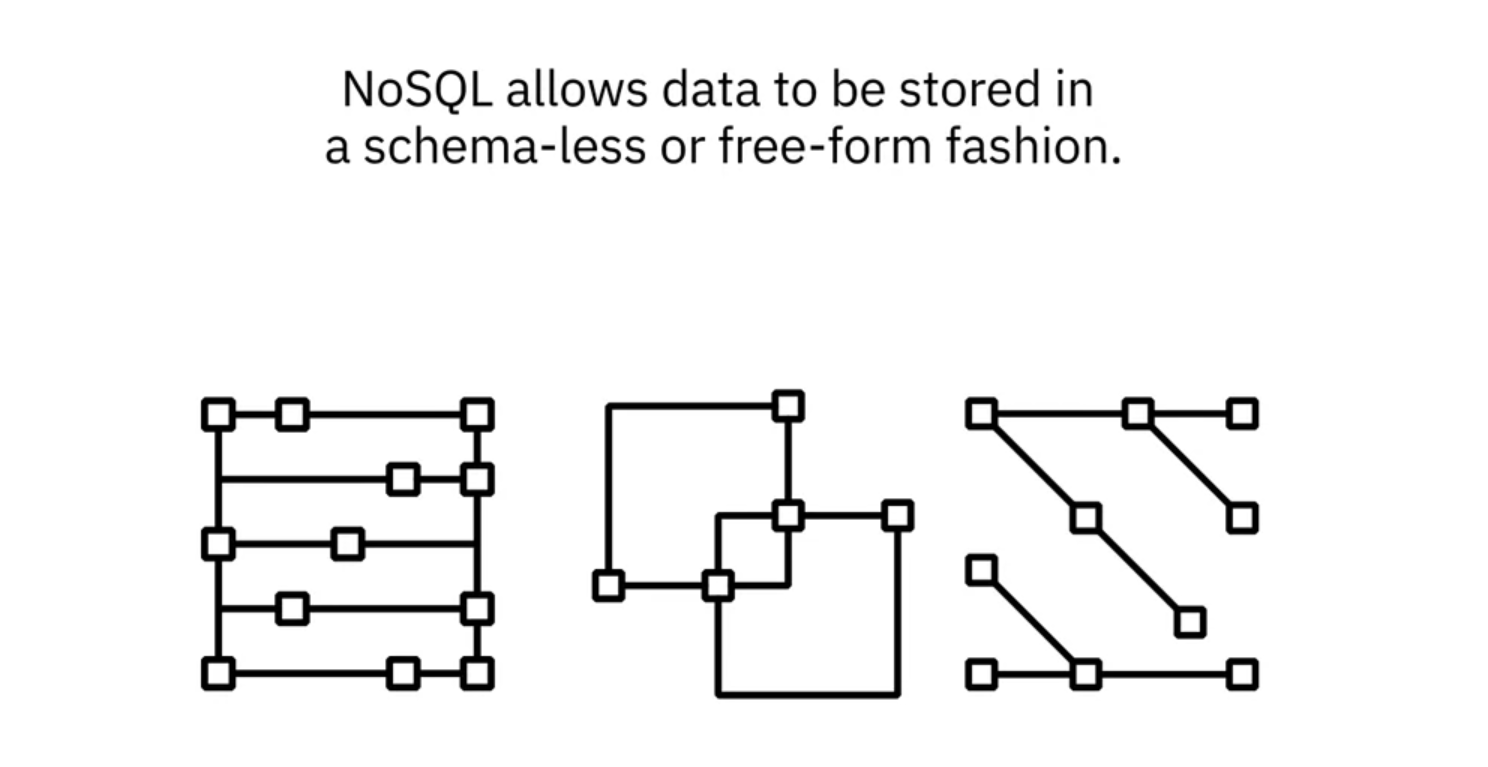 NoSQL allows data to be stored in
a schema-less or free-form fashion.